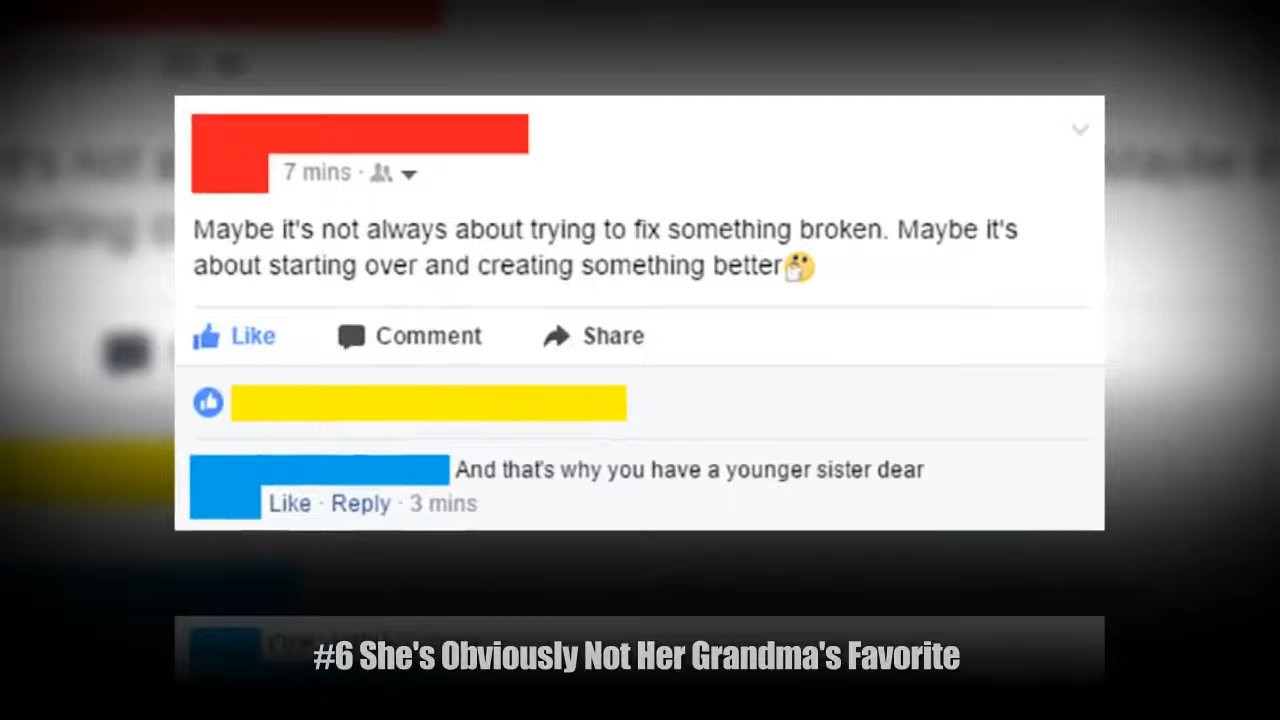 7 mins ·
Maybe it's not always about trying to fix something broken. Maybe it's
about starting over and creating something better🤔
Like Comment Share
And that's why you have a younger sister dear
Like · Reply · 3 mins
#6 She's Obviously Not Her Grandma's Favorite